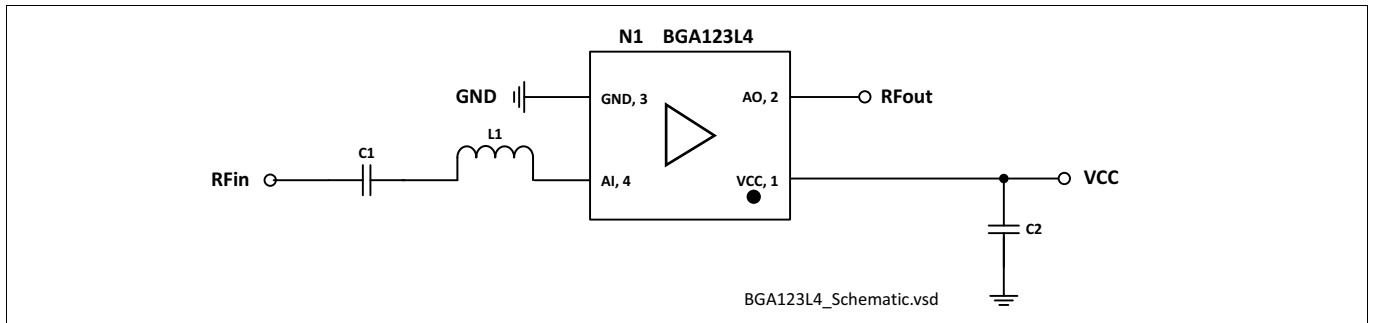 N1 BGA123L4
GND
GND, 3
AO, 2
RFout
L1
C1
RFin
AI, 4
VCC, 1
VCC
C2
BGA123L4_Schematic.vsd